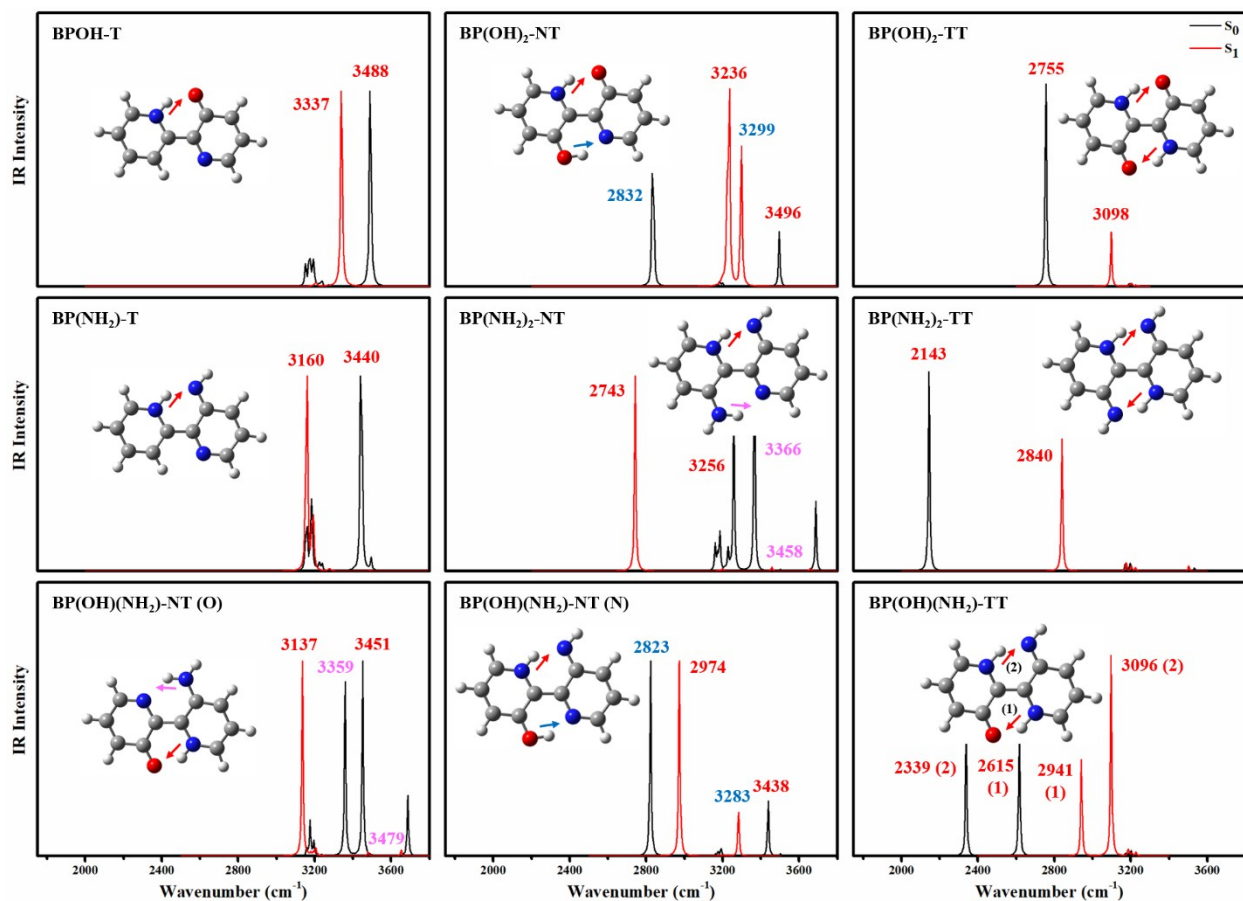 BPOH-T
3488
3337
IR Intensity
BP(OH)₂-NT
3236
3299
2832
3496
BP(OH)₂-TT
S₀
S₁
2755
3098
BP(NH₂)-T
3160
3440
IR Intensity
BP(NH₂)₂-NT
2743
3256
3366
3458
BP(NH₂)₂-TT
2143
2840
BP(OH)(NH₂)-NT (O)
3137
3451
3359
3479
IR Intensity
2000 2400 2800 3200 3600
Wavenumber (cm⁻¹)
BP(OH)(NH₂)-NT (N)
2823
2974
3283
3438
2000 2400 2800 3200 3600
Wavenumber (cm⁻¹)
BP(OH)(NH₂)-TT
(2)
(1)
3096 (2)
2339 (2)
2615
(1)
2941
(1)
2000 2400 2800 3200 3600
Wavenumber (cm⁻¹)